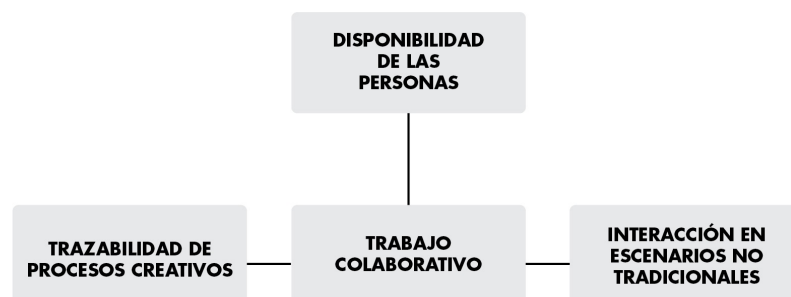 DISPONIBILIDAD
DE LAS
PERSONAS
TRAZABILIDAD DE
PROCESOS CREATIVOS
TRABAJO
COLABORATIVO
INTERACCIÓN EN
ESCENARIOS NO
TRADICIONALES